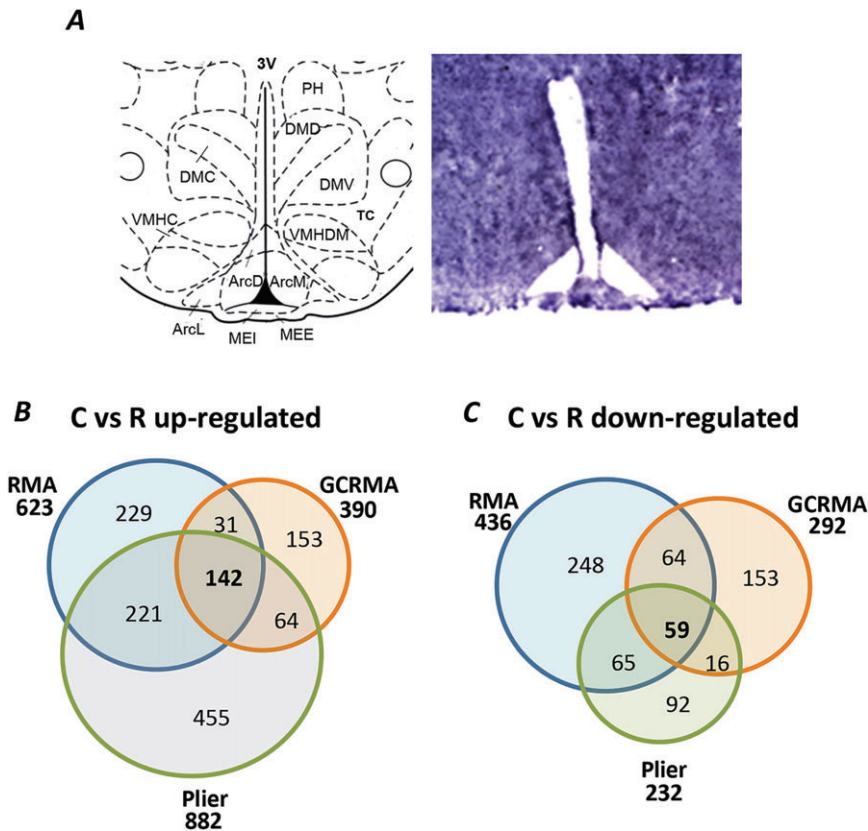 A
3V
PH
DMD
DMC
DMV
TC
VMHC
VMHDM
ArcD
ArcM
ArcL
MEI
MEE
B
C vs R up-regulated
RMA
623
GCRMA
390
229
31
153
142
221
64
455
Plier
882
C
C vs R down-regulated
RMA
436
GCRMA
292
248
64
153
59
65
16
92
Plier
232